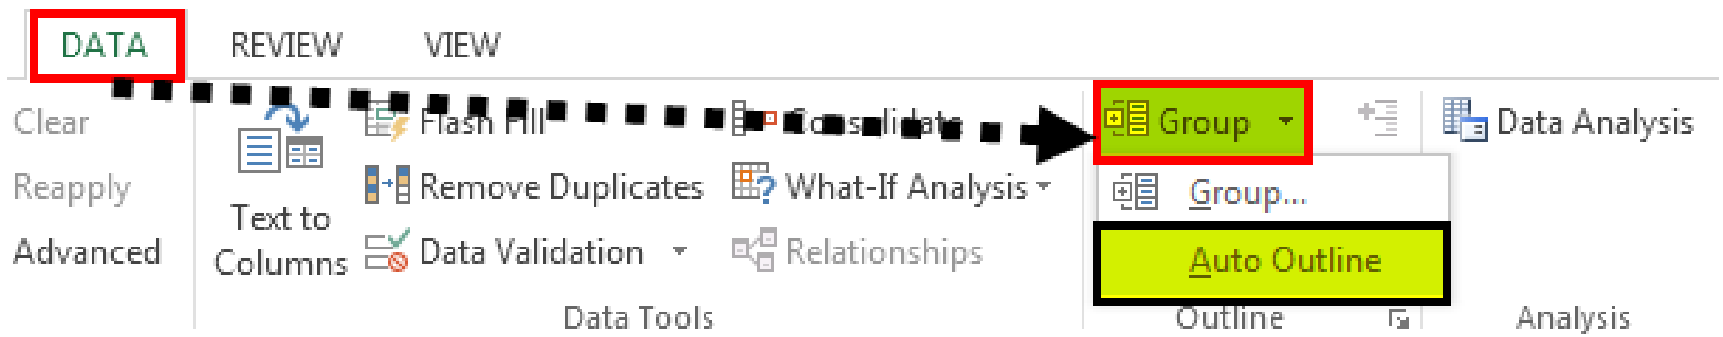 DATA REVIEW VIEW
Clear
Reapply
Advanced
Text to
Columns
Flash Fill
Remove Duplicates
Data Validation
Consolidate
What-If Analysis
Relationships
Data Tools
Group
Group...
Auto Outline
Outline
Data Analysis
Analysis